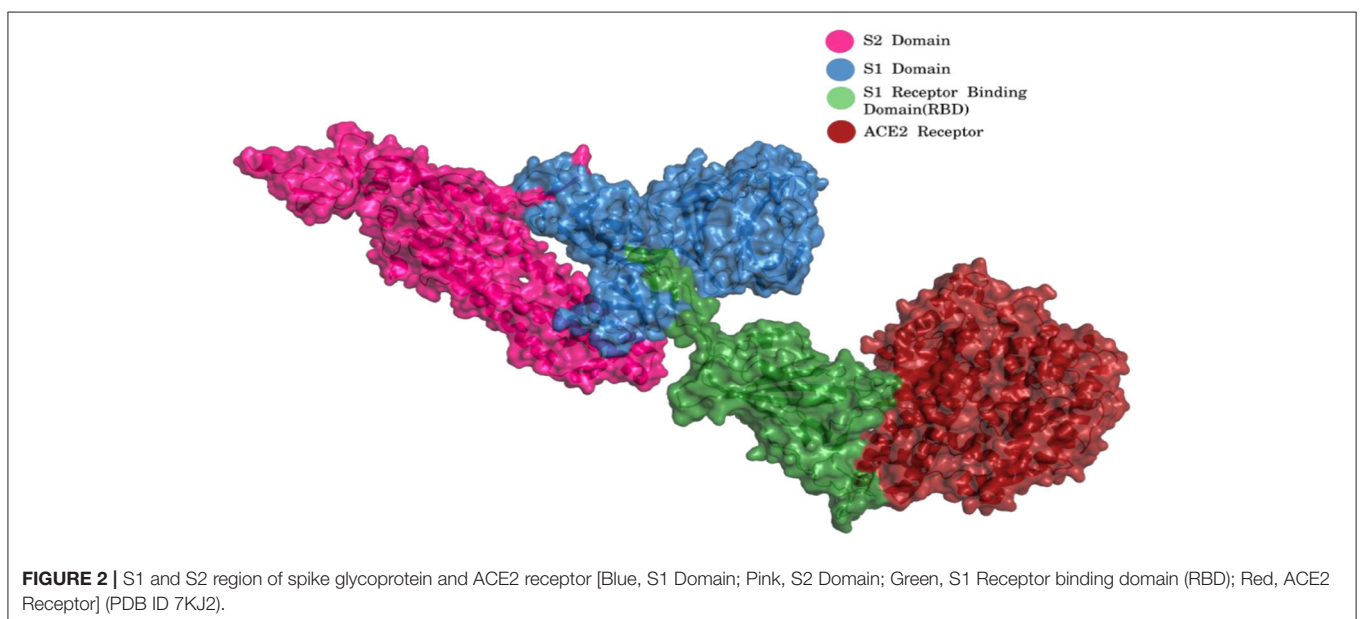 S2 Domain
S1 Domain
S1 Receptor Binding
Domain(RBD)
ACE2 Receptor
FIGURE 2 | S1 and S2 region of spike glycoprotein and ACE2 receptor [Blue, S1 Domain; Pink, S2 Domain; Green, S1 Receptor binding domain (RBD); Red, ACE2
Receptor] (PDB ID 7KJ2).